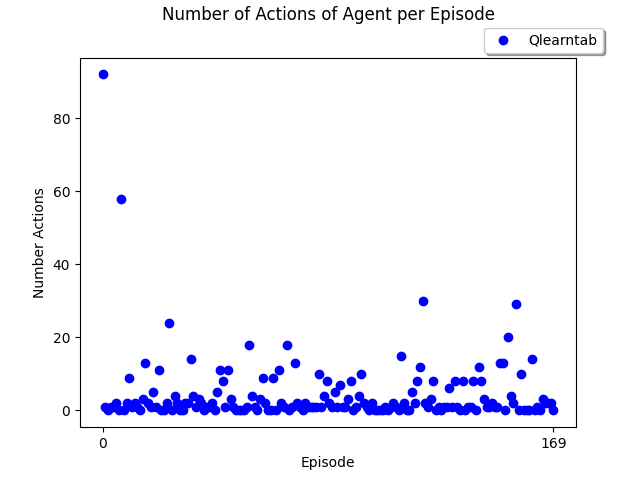 Number of Actions of Agent per Episode
Qlearntab
80
60
40
20
0
Number Actions
0 169
Episode